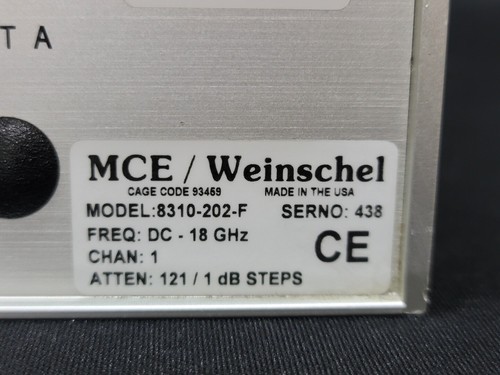 T A
MCE / Weinschel
CAGE CODE 93459 MADE IN THE USA
MODEL:8310-202-F SERNO: 438
FREQ: DC - 18 GHz
CHAN: 1
ATTEN: 121 / 1 dB STEPS
CE